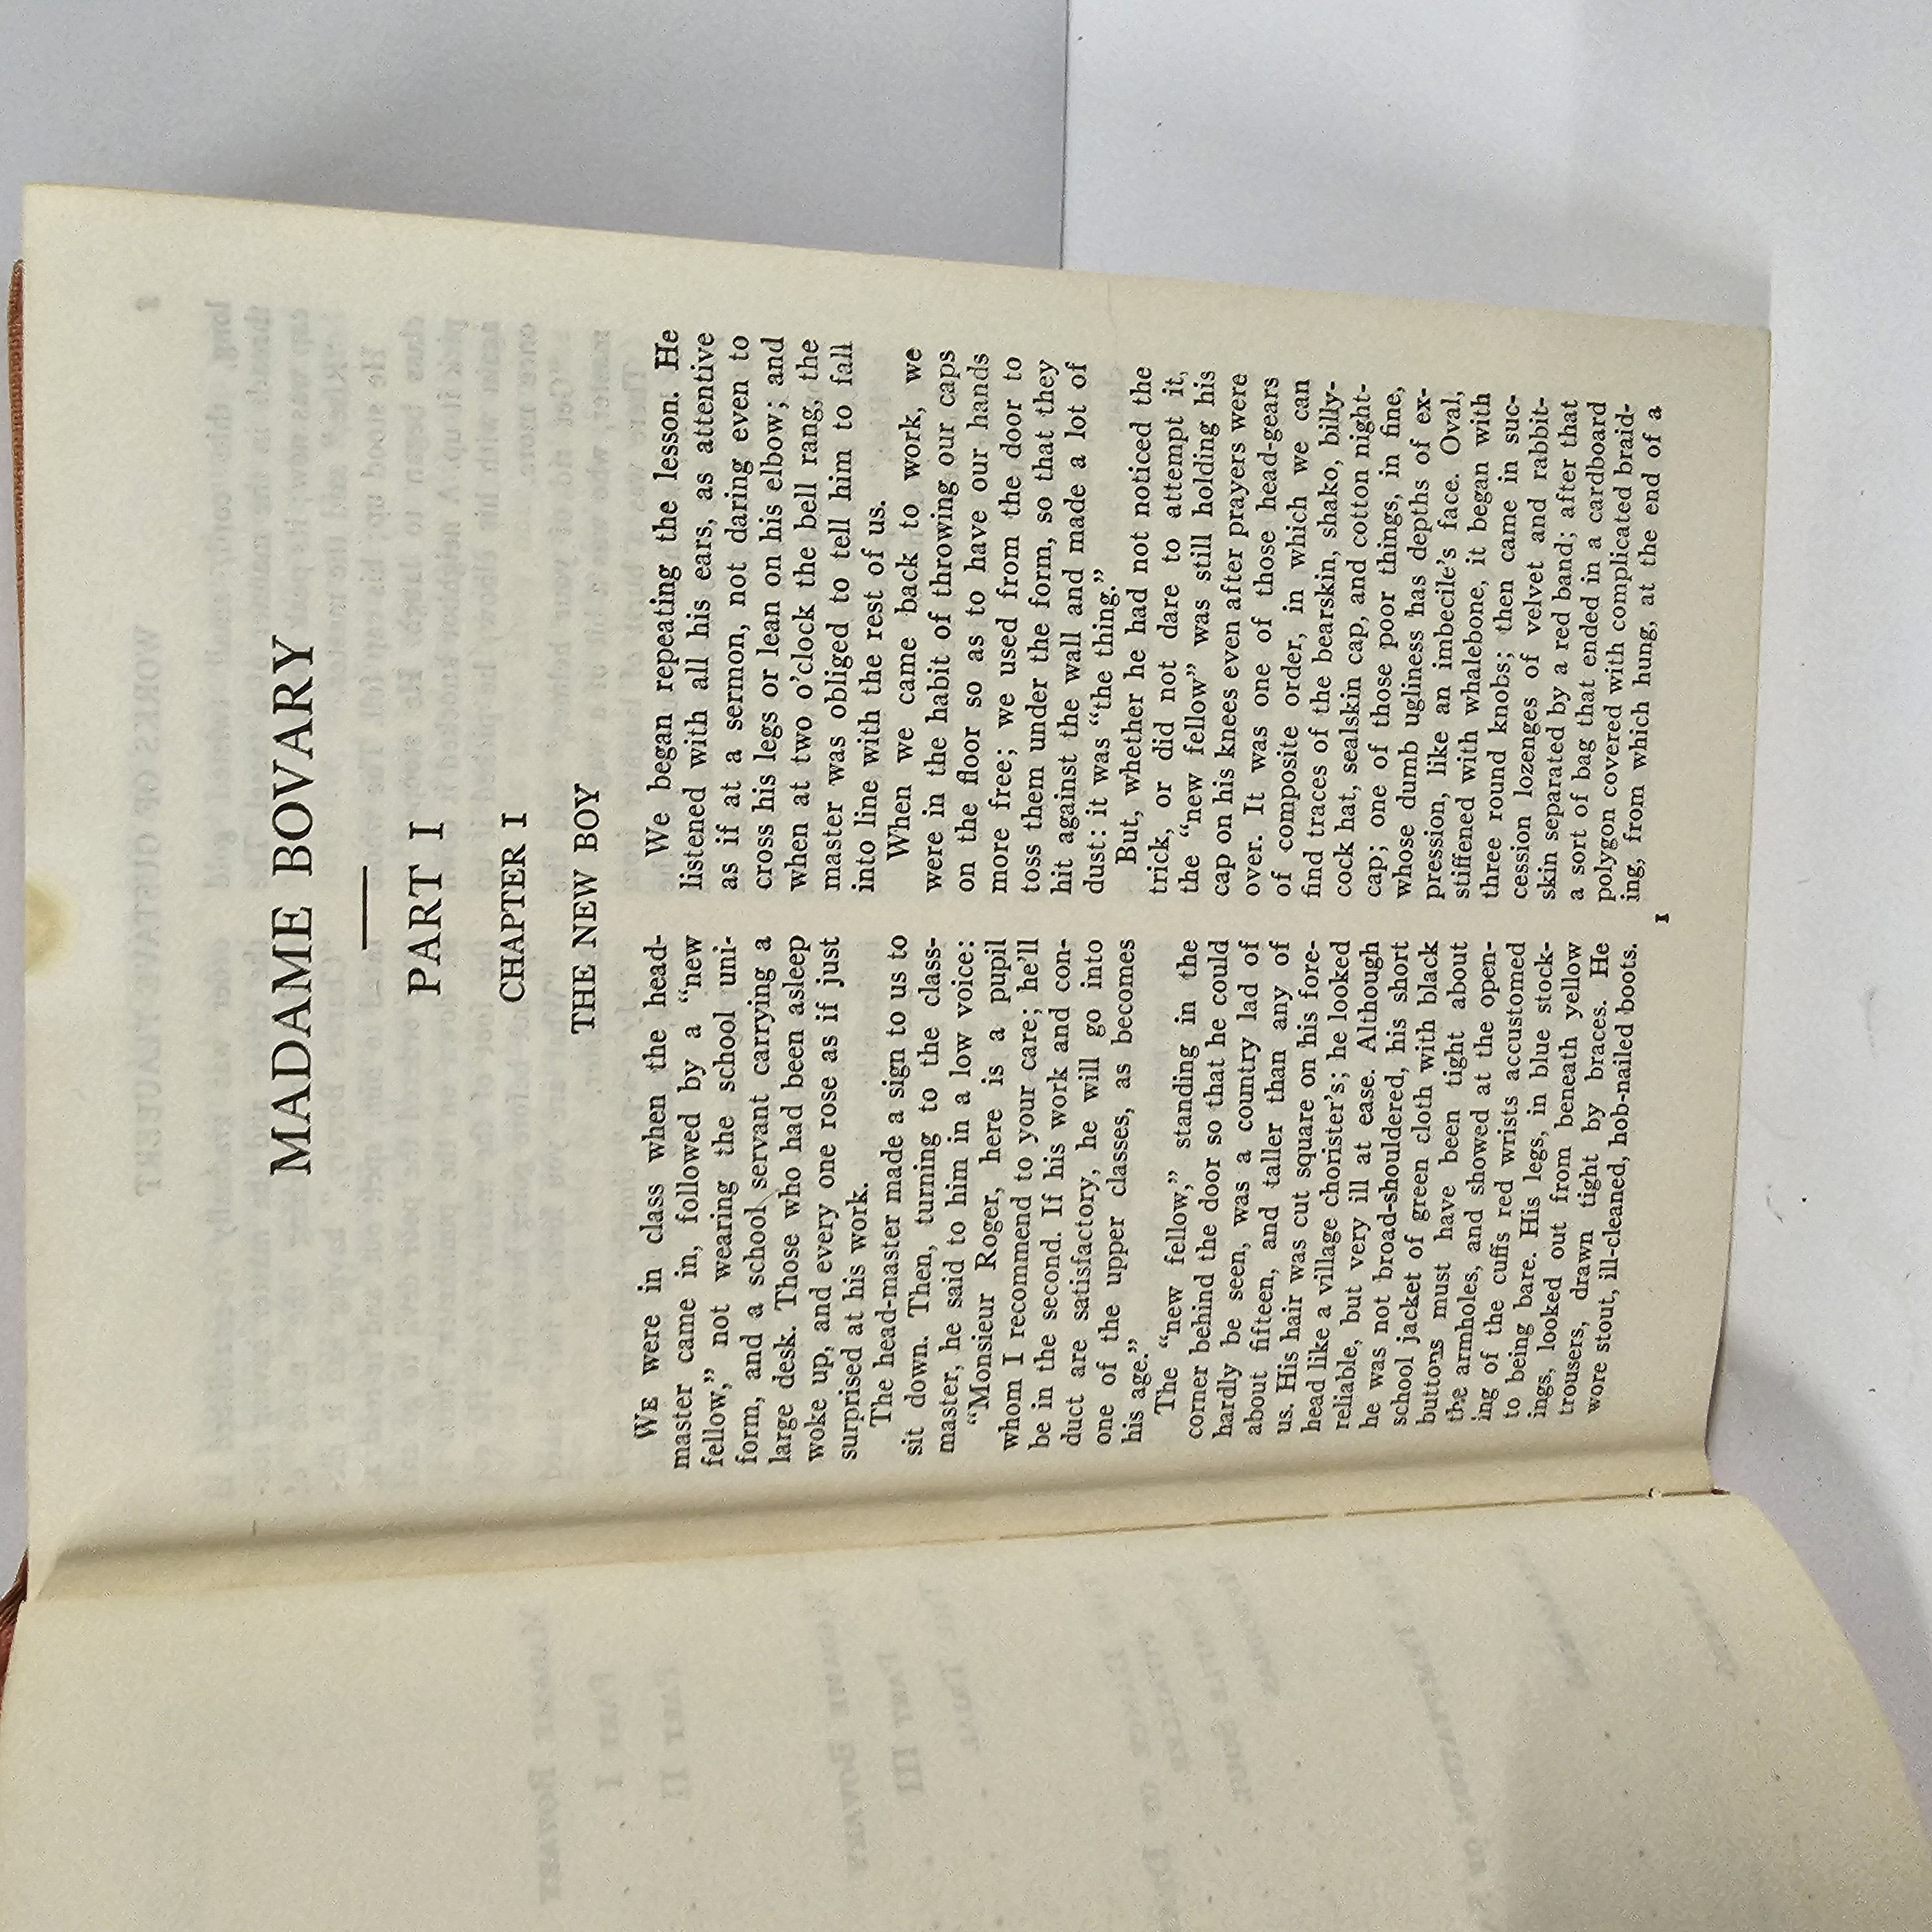 MADAME BOVARY
PART I
CHAPTER I
THE NEW BOY
WE were in class when the head-
master came in, followed by a "new
fellow," not wearing the school uni-
form, and a school servant carrying a
large desk. Those who had been asleep
woke up, and every one rose as if just
surprised at his work.
The head-master made a sign to us to
sit down. Then, turning to the class-
master, he said to him in a low voice:
"Monsieur Roger, here is a pupil
whom I recommend to your care; he'll
be in the second. If his work and con-
duct are satisfactory, he will go into
one of the upper classes, as becomes
his age."
The "new fellow," standing in the
corner behind the door so that he could
hardly be seen, was a country lad of
about fifteen, and taller than any of
us. His hair was cut square on his fore-
head like a village chorister's; he looked
reliable, but very ill at ease. Although
he was not broad-shouldered, his short
school jacket of green cloth with black
buttons must have been tight about
the armholes, and showed at the open-
ing of the cuffs red wrists accustomed
to being bare. His legs, in blue stock-
ings, looked out from beneath yellow
trousers, drawn tight by braces. He
wore stout, ill-cleaned, hob-nailed boots.
We began repeating the lesson. He
listened with all his ears, as attentive
as if at a sermon, not daring even to
cross his legs or lean on his elbow; and
when at two o'clock the bell rang, the
master was obliged to tell him to fall
into line with the rest of us.
When we came back to work, we
were in the habit of throwing our caps
on the floor so as to have our hands
more free; we used from the door to
toss them under the form, so that they
hit against the wall and made a lot of
dust: it was "the thing."
But, whether he had not noticed the
trick, or did not dare to attempt it,
the "new fellow" was still holding his
cap on his knees even after prayers were
over. It was one of those head-gears
of composite order, in which we can
find traces of the bearskin, shako, billy-
cock hat, sealskin cap, and cotton night-
cap; one of those poor things, in fine,
whose dumb ugliness has depths of ex-
pression, like an imbecile's face. Oval,
stiffened with whalebone, it began with
three round knobs; then came in suc-
cession lozenges of velvet and rabbit-
skin separated by a red band; after that
a sort of bag that ended in a cardboard
polygon covered with complicated braid-
ing, from which hung, at the end of a
1